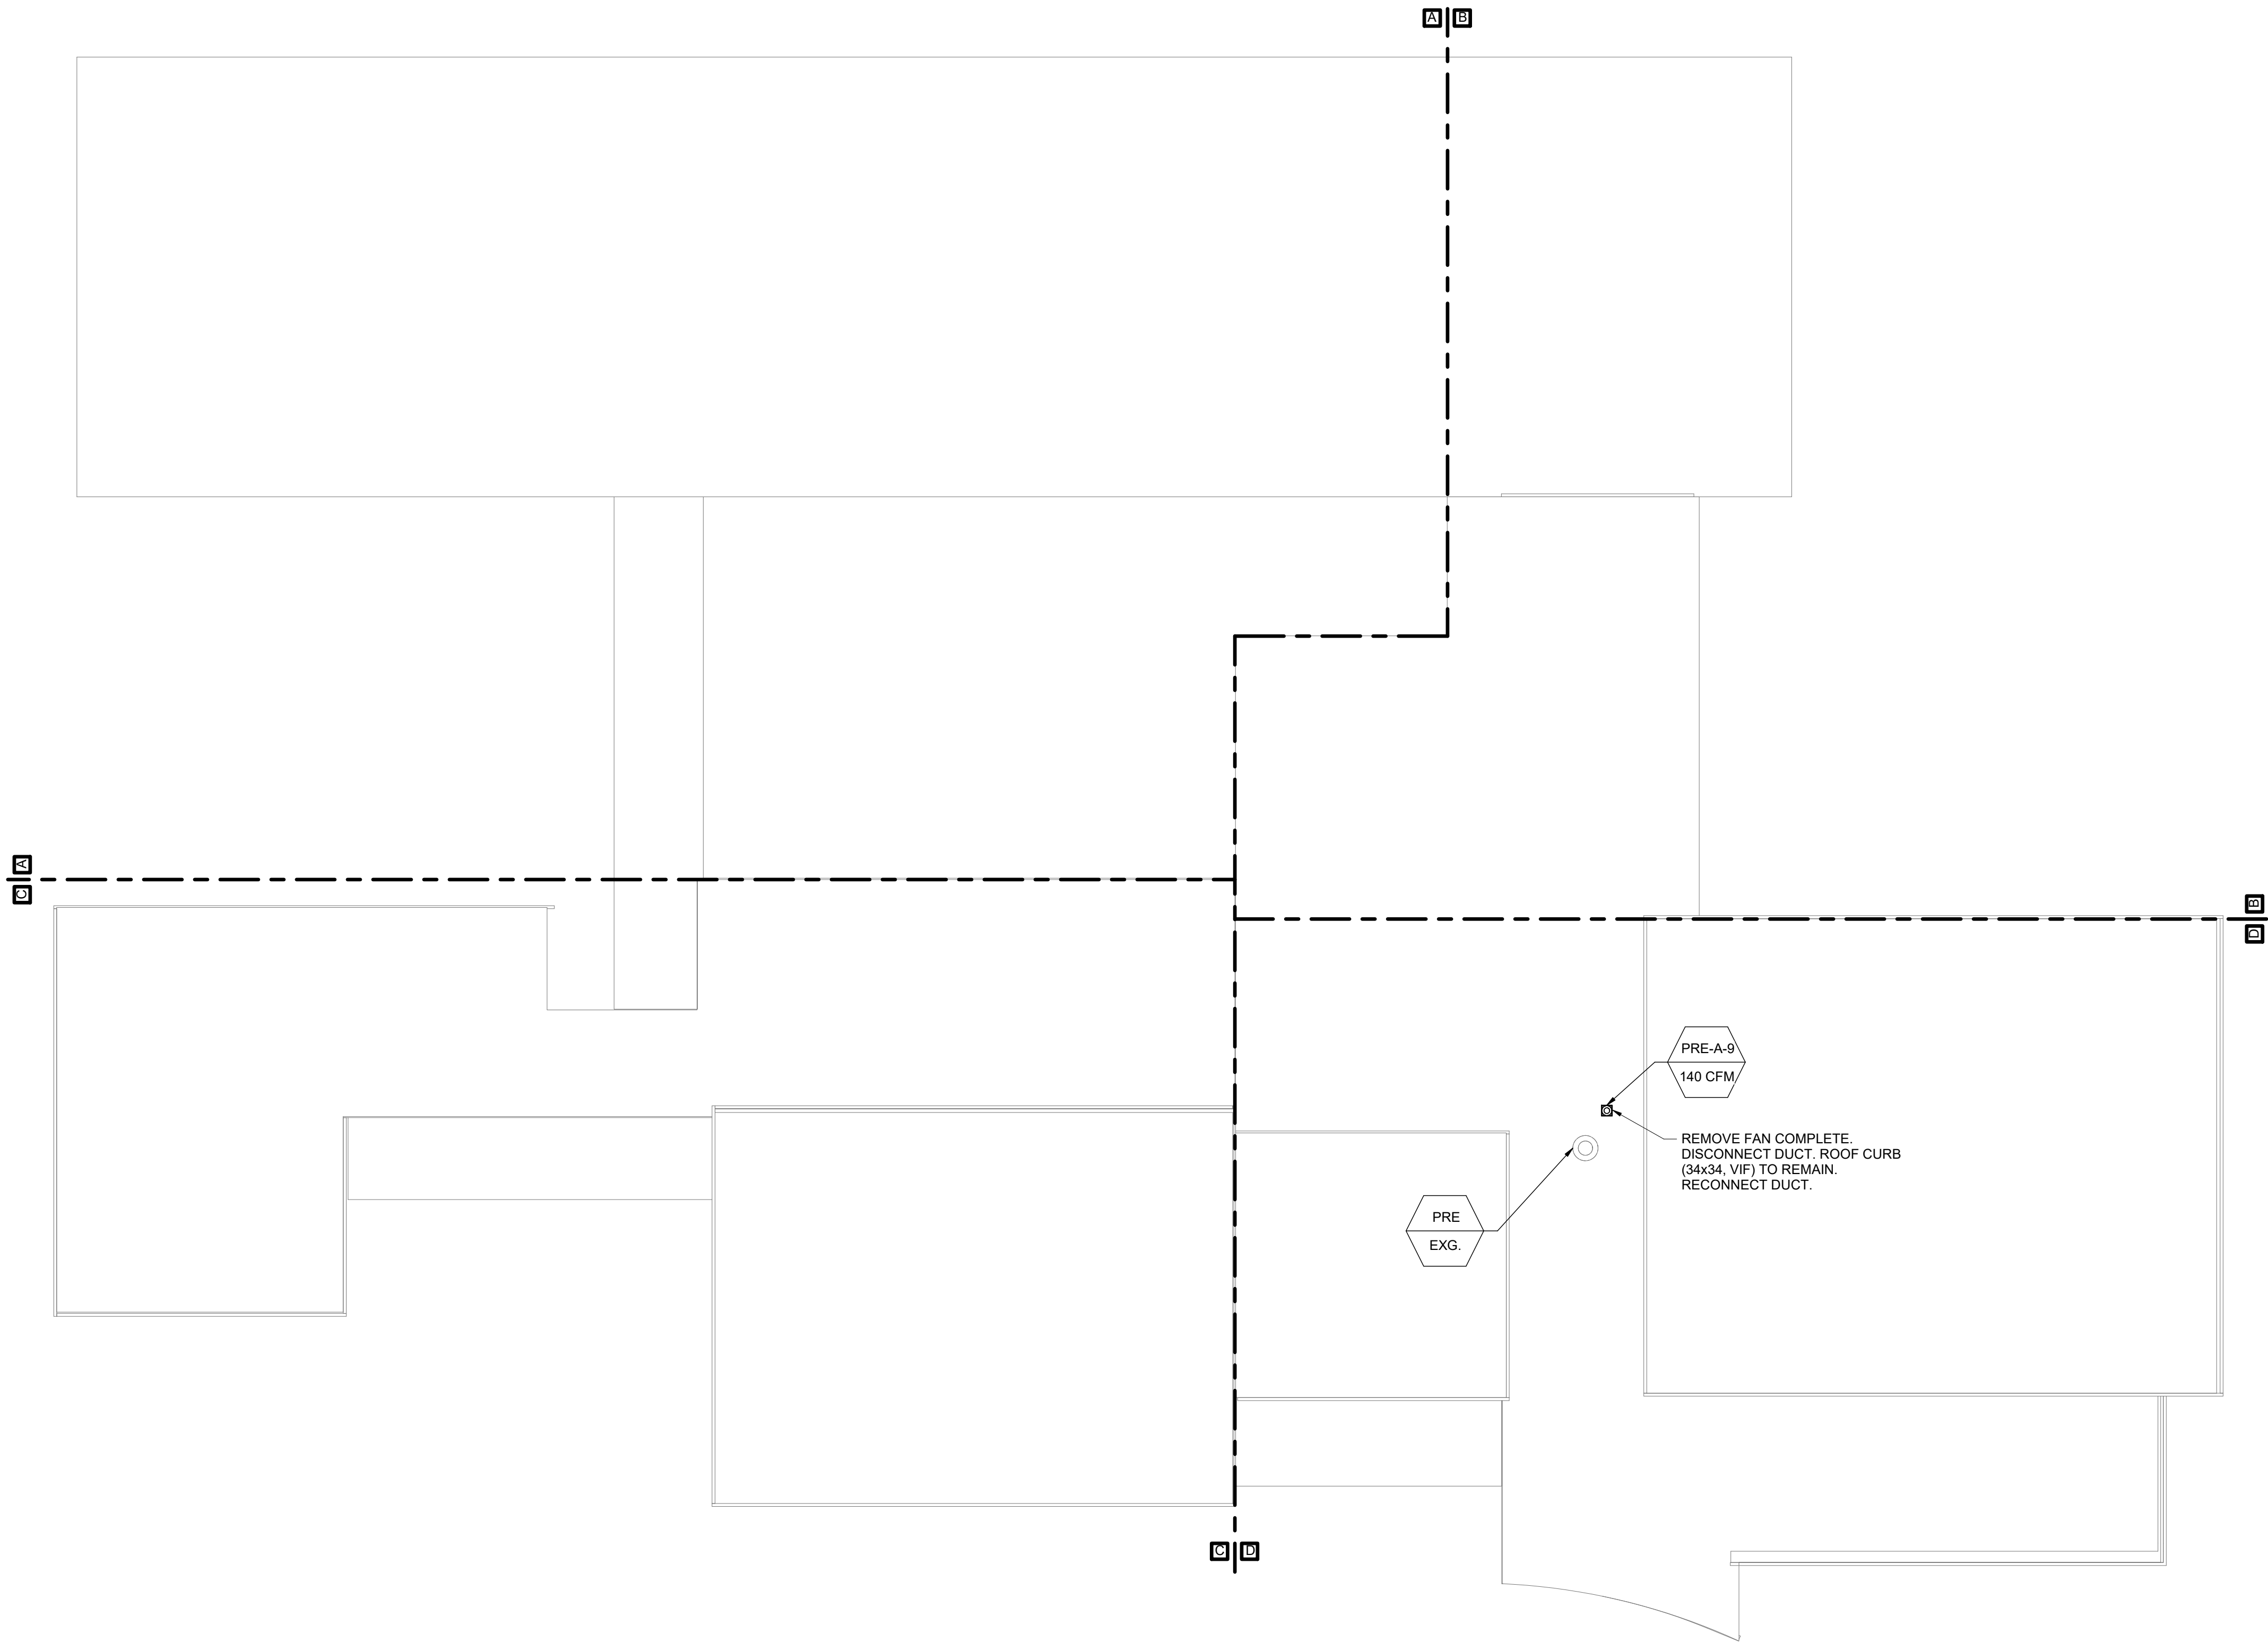 A B
A
C
B
D
PRE-A-9
140 CFM
REMOVE FAN COMPLETE.
DISCONNECT DUCT. ROOF CURB
(34x34, VIF) TO REMAIN.
RECONNECT DUCT.
PRE
EXG.
C D